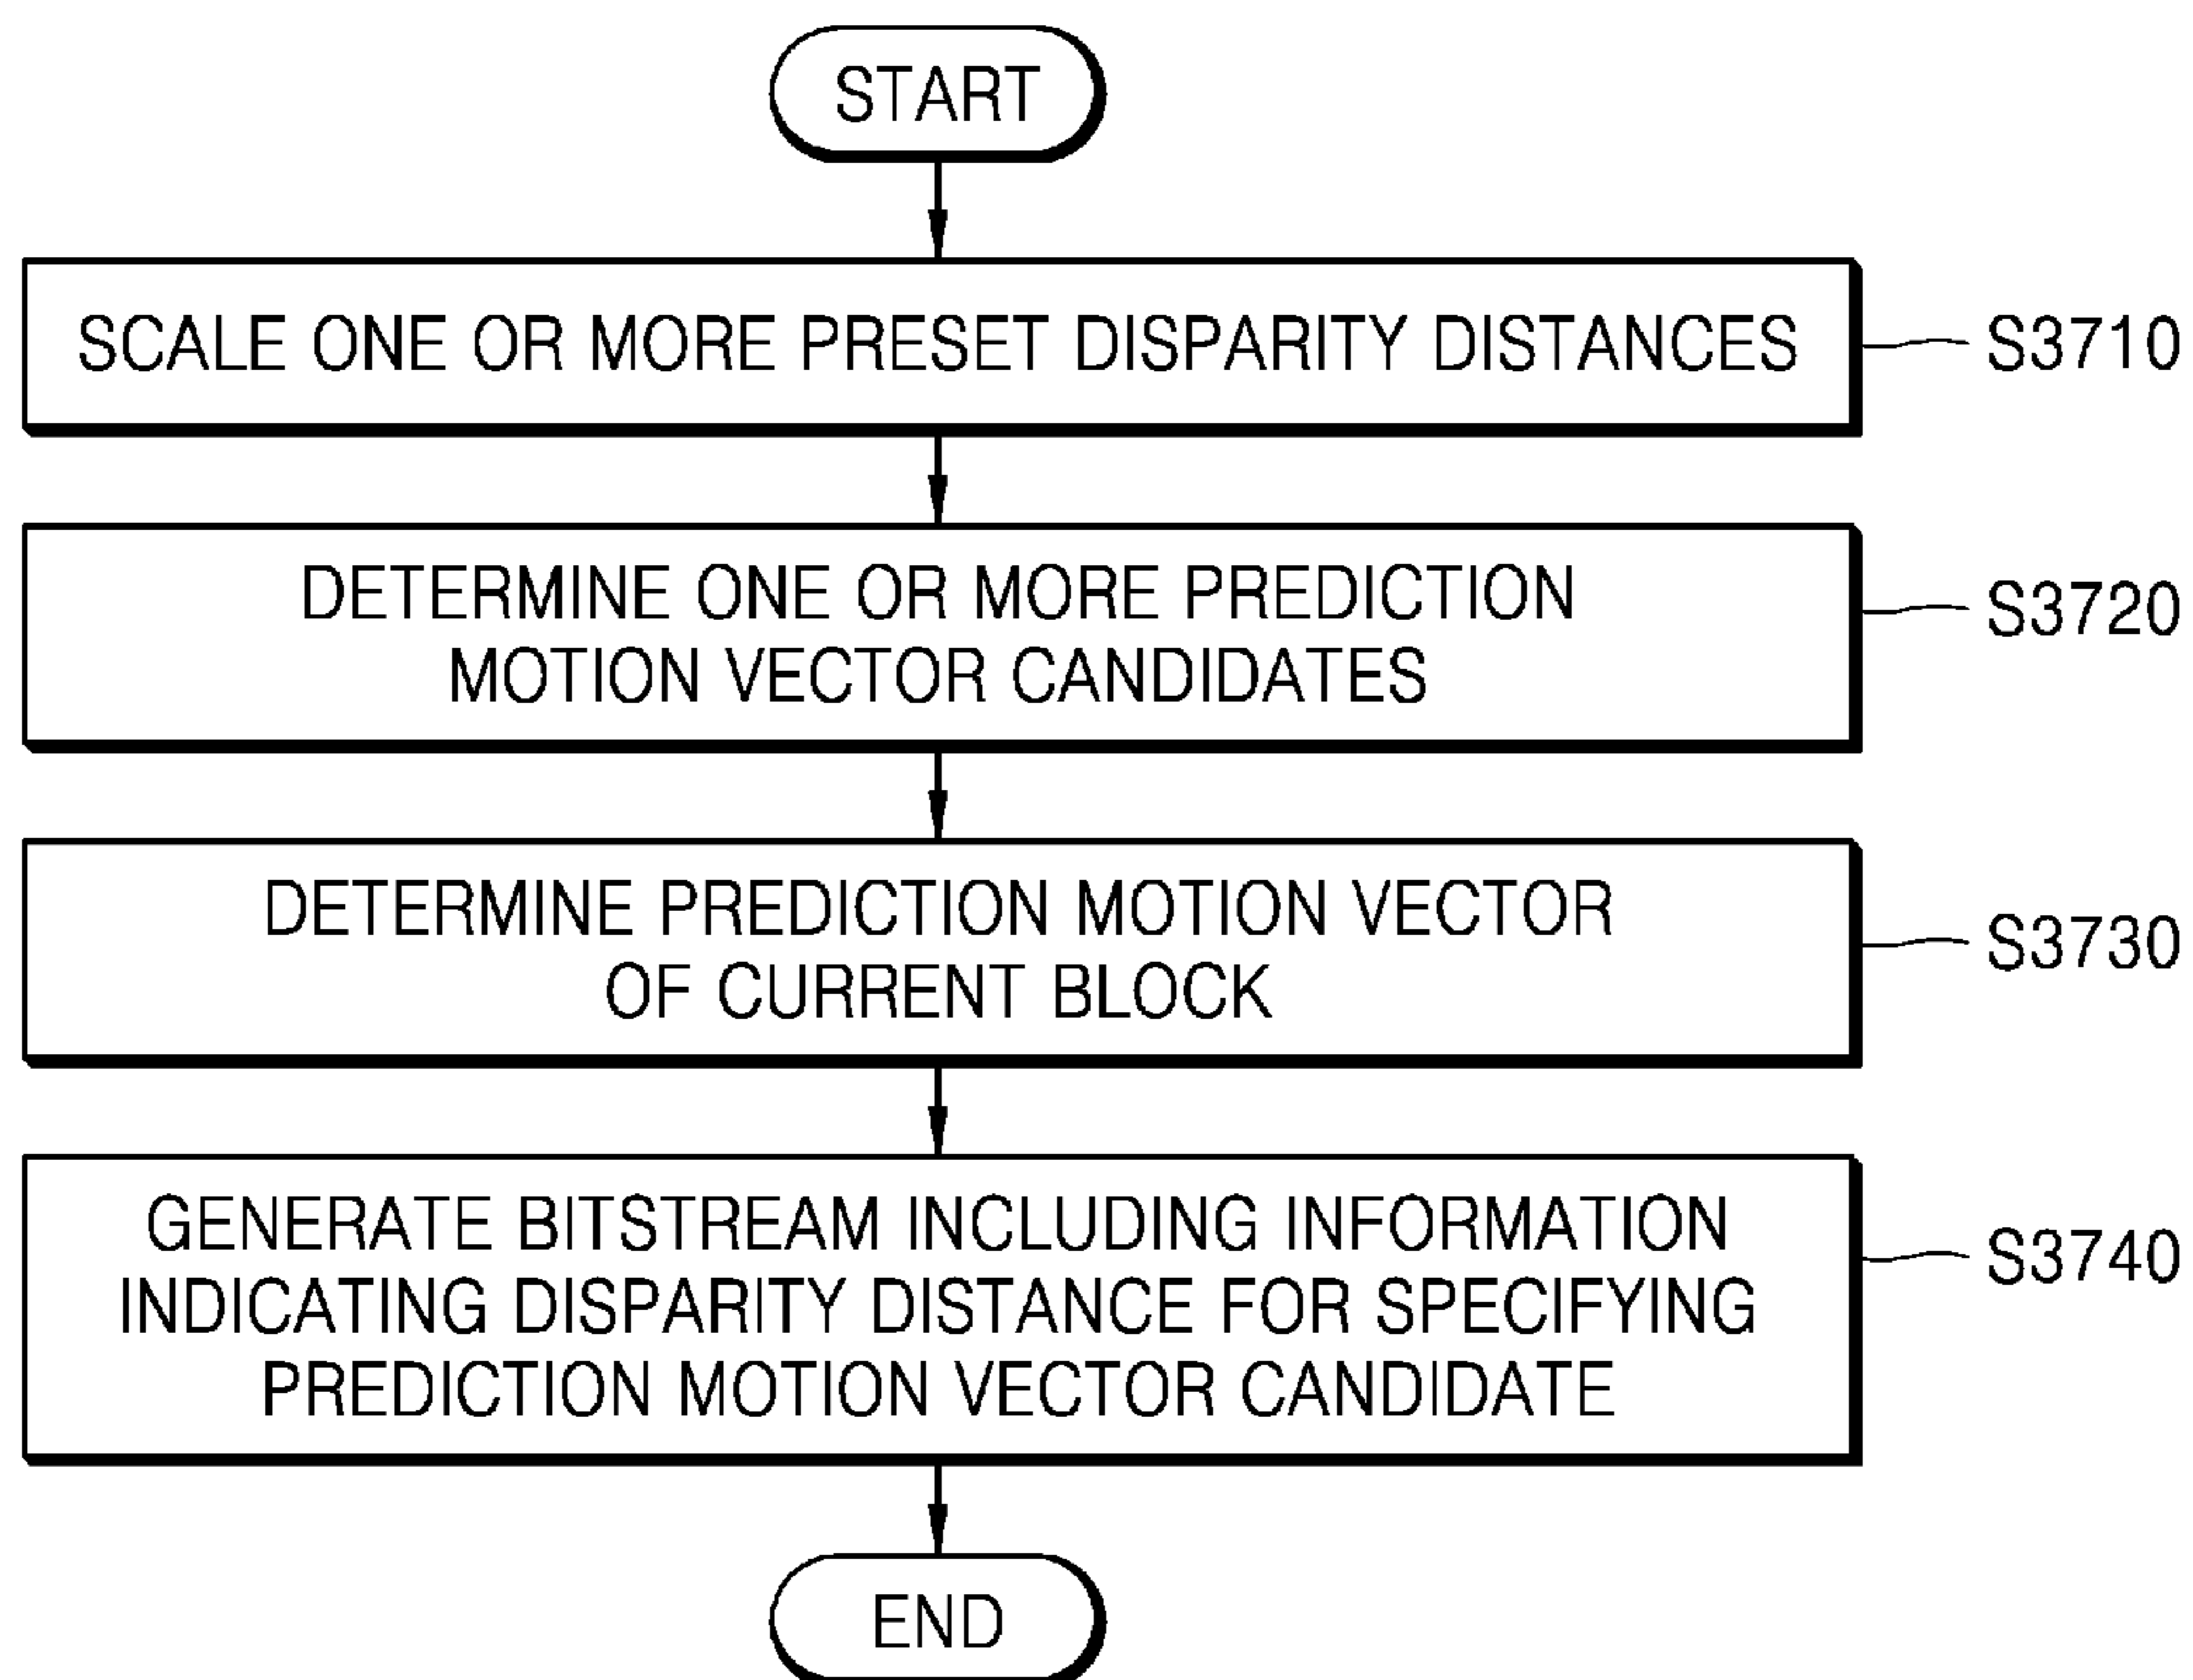 START
SCALE ONE OR MORE PRESET DISPARITY DISTANCES
S3710
DETERMINE ONE OR MORE PREDICTION
MOTION VECTOR CANDIDATES
S3720
DETERMINE PREDICTION MOTION VECTOR
OF CURRENT BLOCK
S3730
GENERATE BITSTREAM INCLUDING INFORMATION
INDICATING DISPARITY DISTANCE FOR SPECIFYING
PREDICTION MOTION VECTOR CANDIDATE
S3740
END